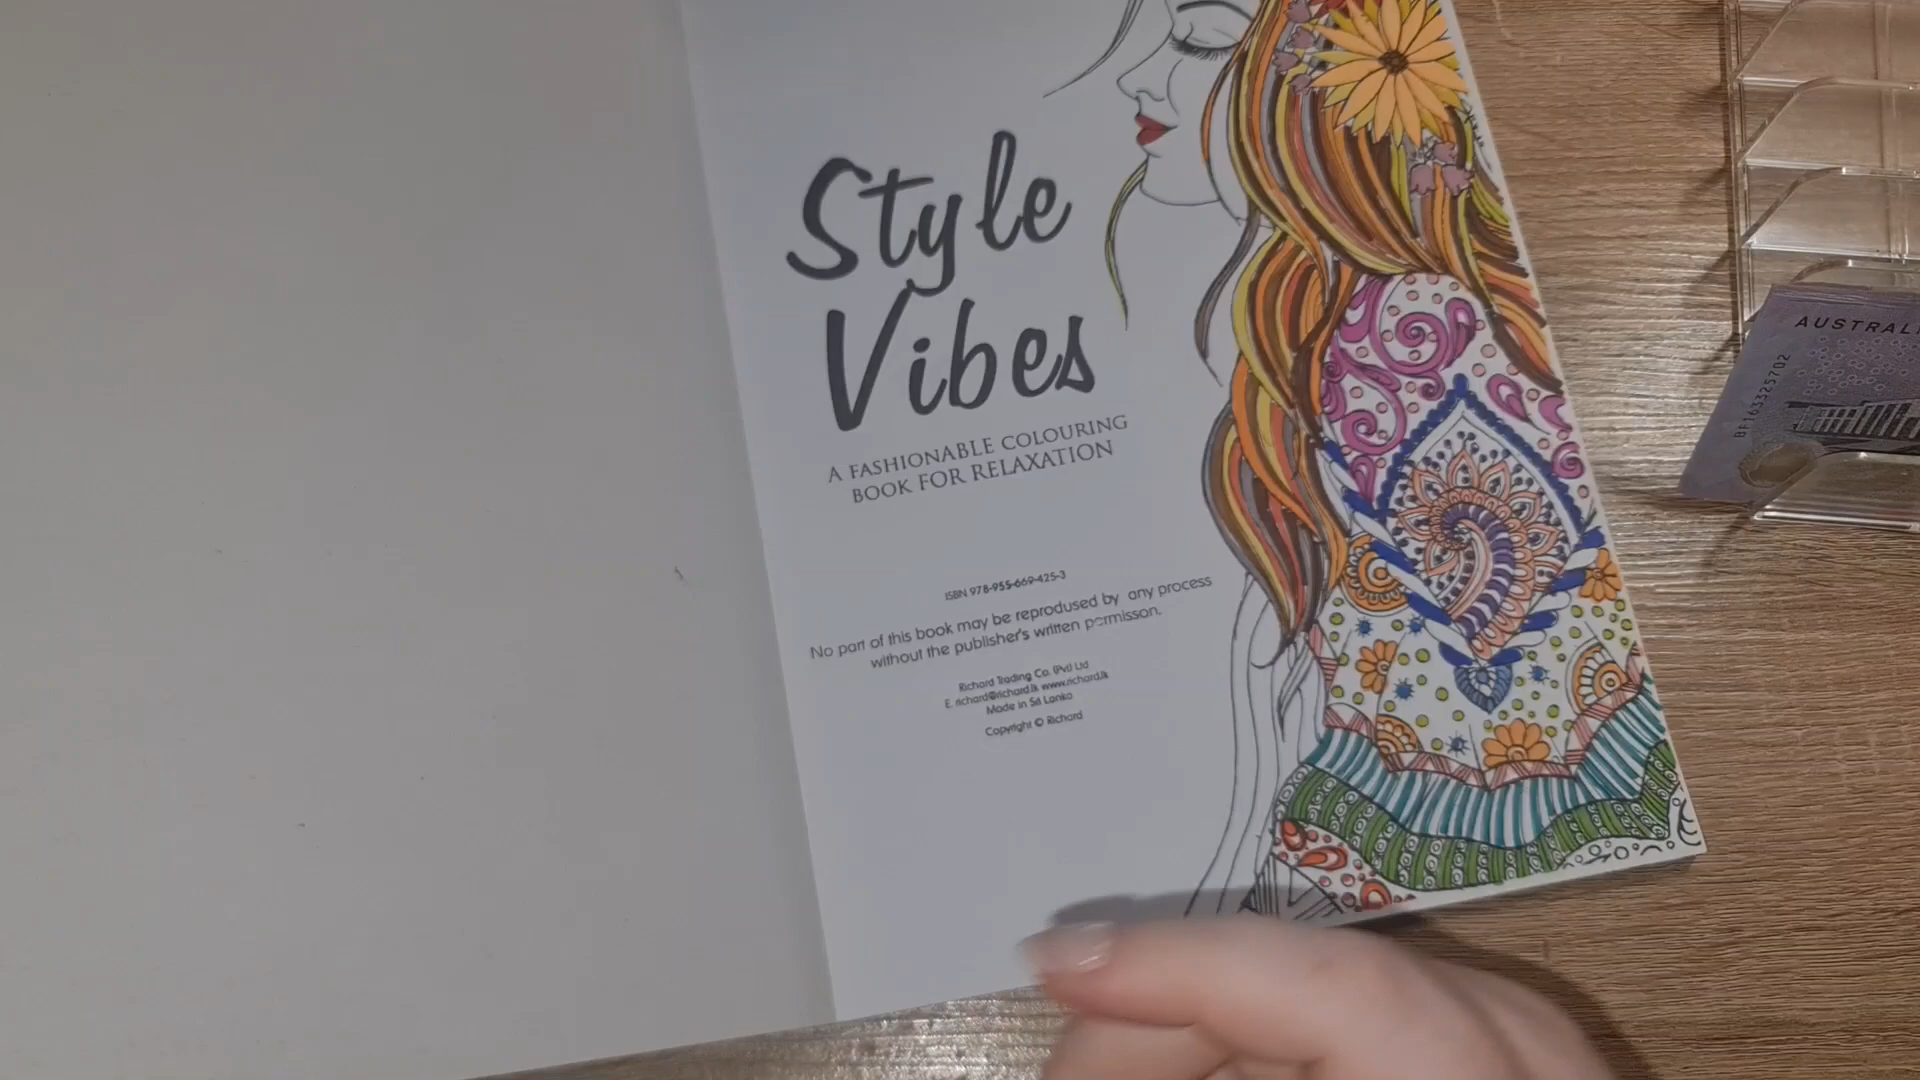 Style
Vibes
A FASHIONABLE COLOURING
BOOK FOR RELAXATION
ISBN 978-955-669-425-3
No part of this book may be reprodused by any process
without the publisher's written permisson.
Richard Trading Co. (Pvt) Ltd
E. richard@richard.lk www.richard.lk
Made in Sri Lanka
Copyright © Richard
AUSTRALI
BF163325702